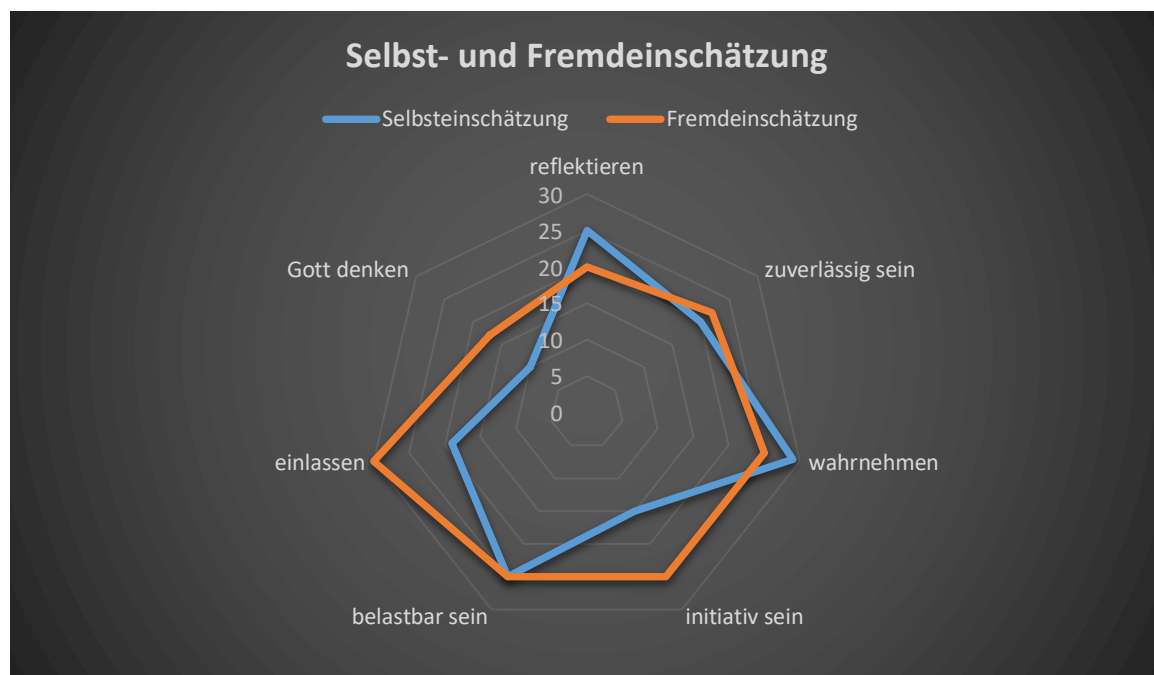 Selbst- und Fremdeinschätzung
Selbsteinschätzung Fremdeinschätzung
reflektieren
30
25
20
15
10
5
0
zuverlässig sein
wahrnehmen
initiativ sein
belastbar sein
einlassen
Gott denken